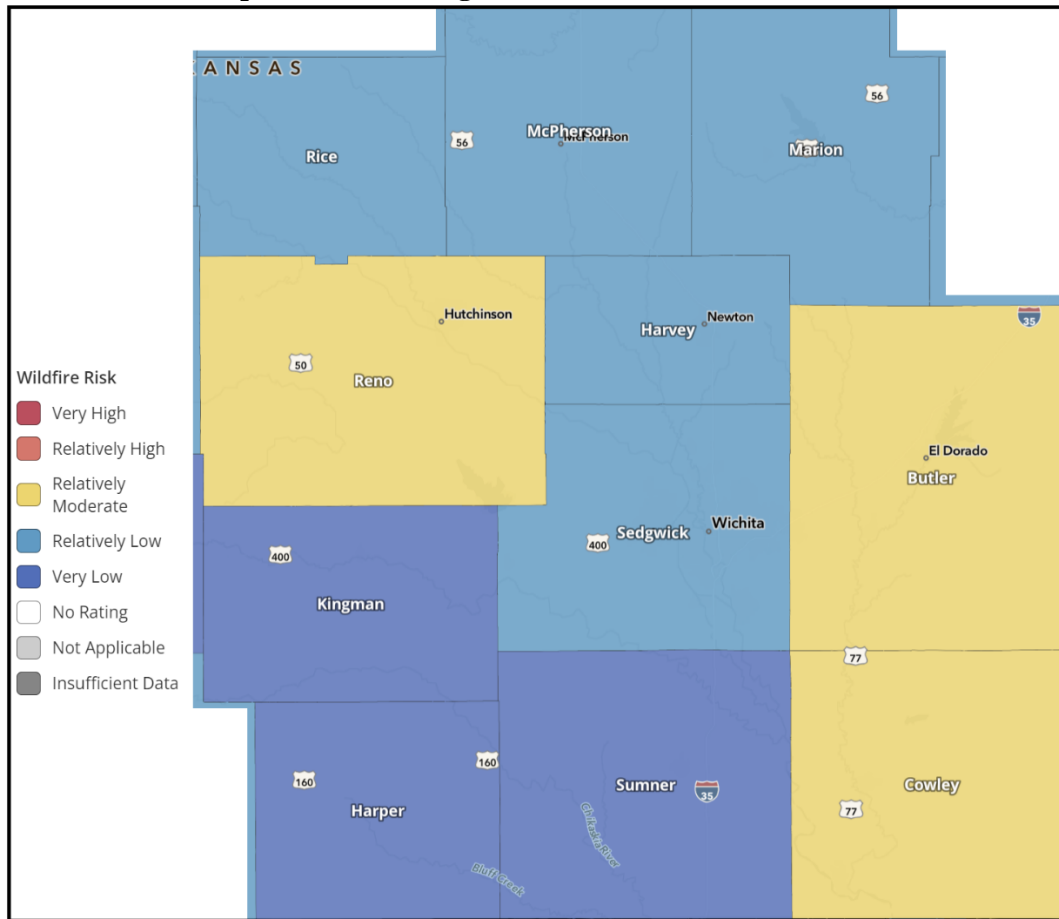 KANSAS
56
56
McPherson
McPherson
Marion
Rice
Hutchinson
Newton
35
Harvey
50
Reno
Wildfire Risk
Very High
Relatively High
Relatively
Moderate
Relatively Low
Very Low
No Rating
Not Applicable
Insufficient Data
El Dorado
Butler
Wichita
Sedgwick
400
400
Kingman
77
160
160
Sumner
35
Cowley
77
Harper
Bluff Creek